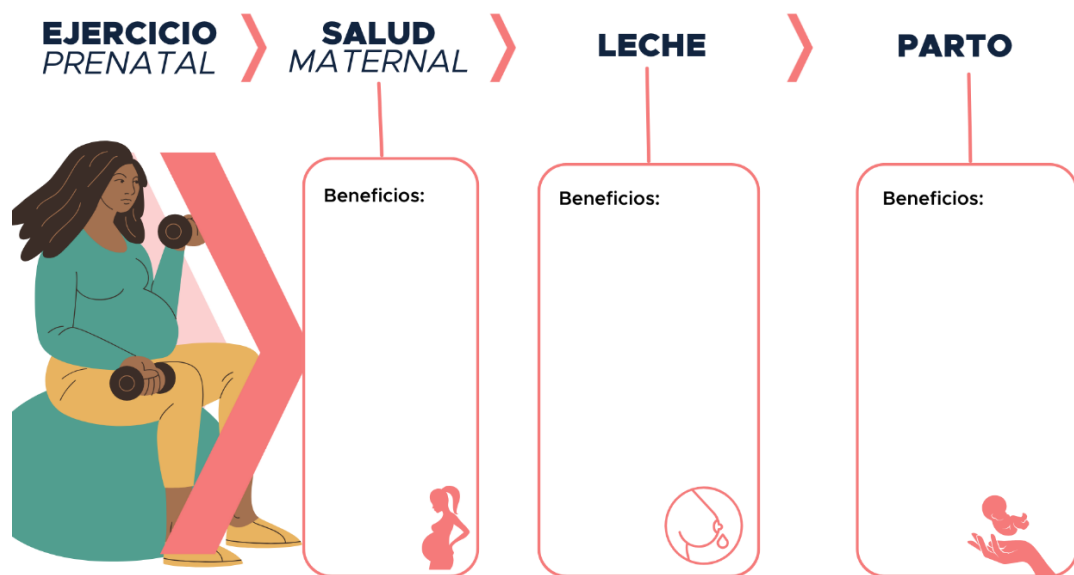 EJERCICIO
PRENATAL
SALUD
MATERNAL
LECHE
PARTO
Beneficios:
Beneficios:
Beneficios: